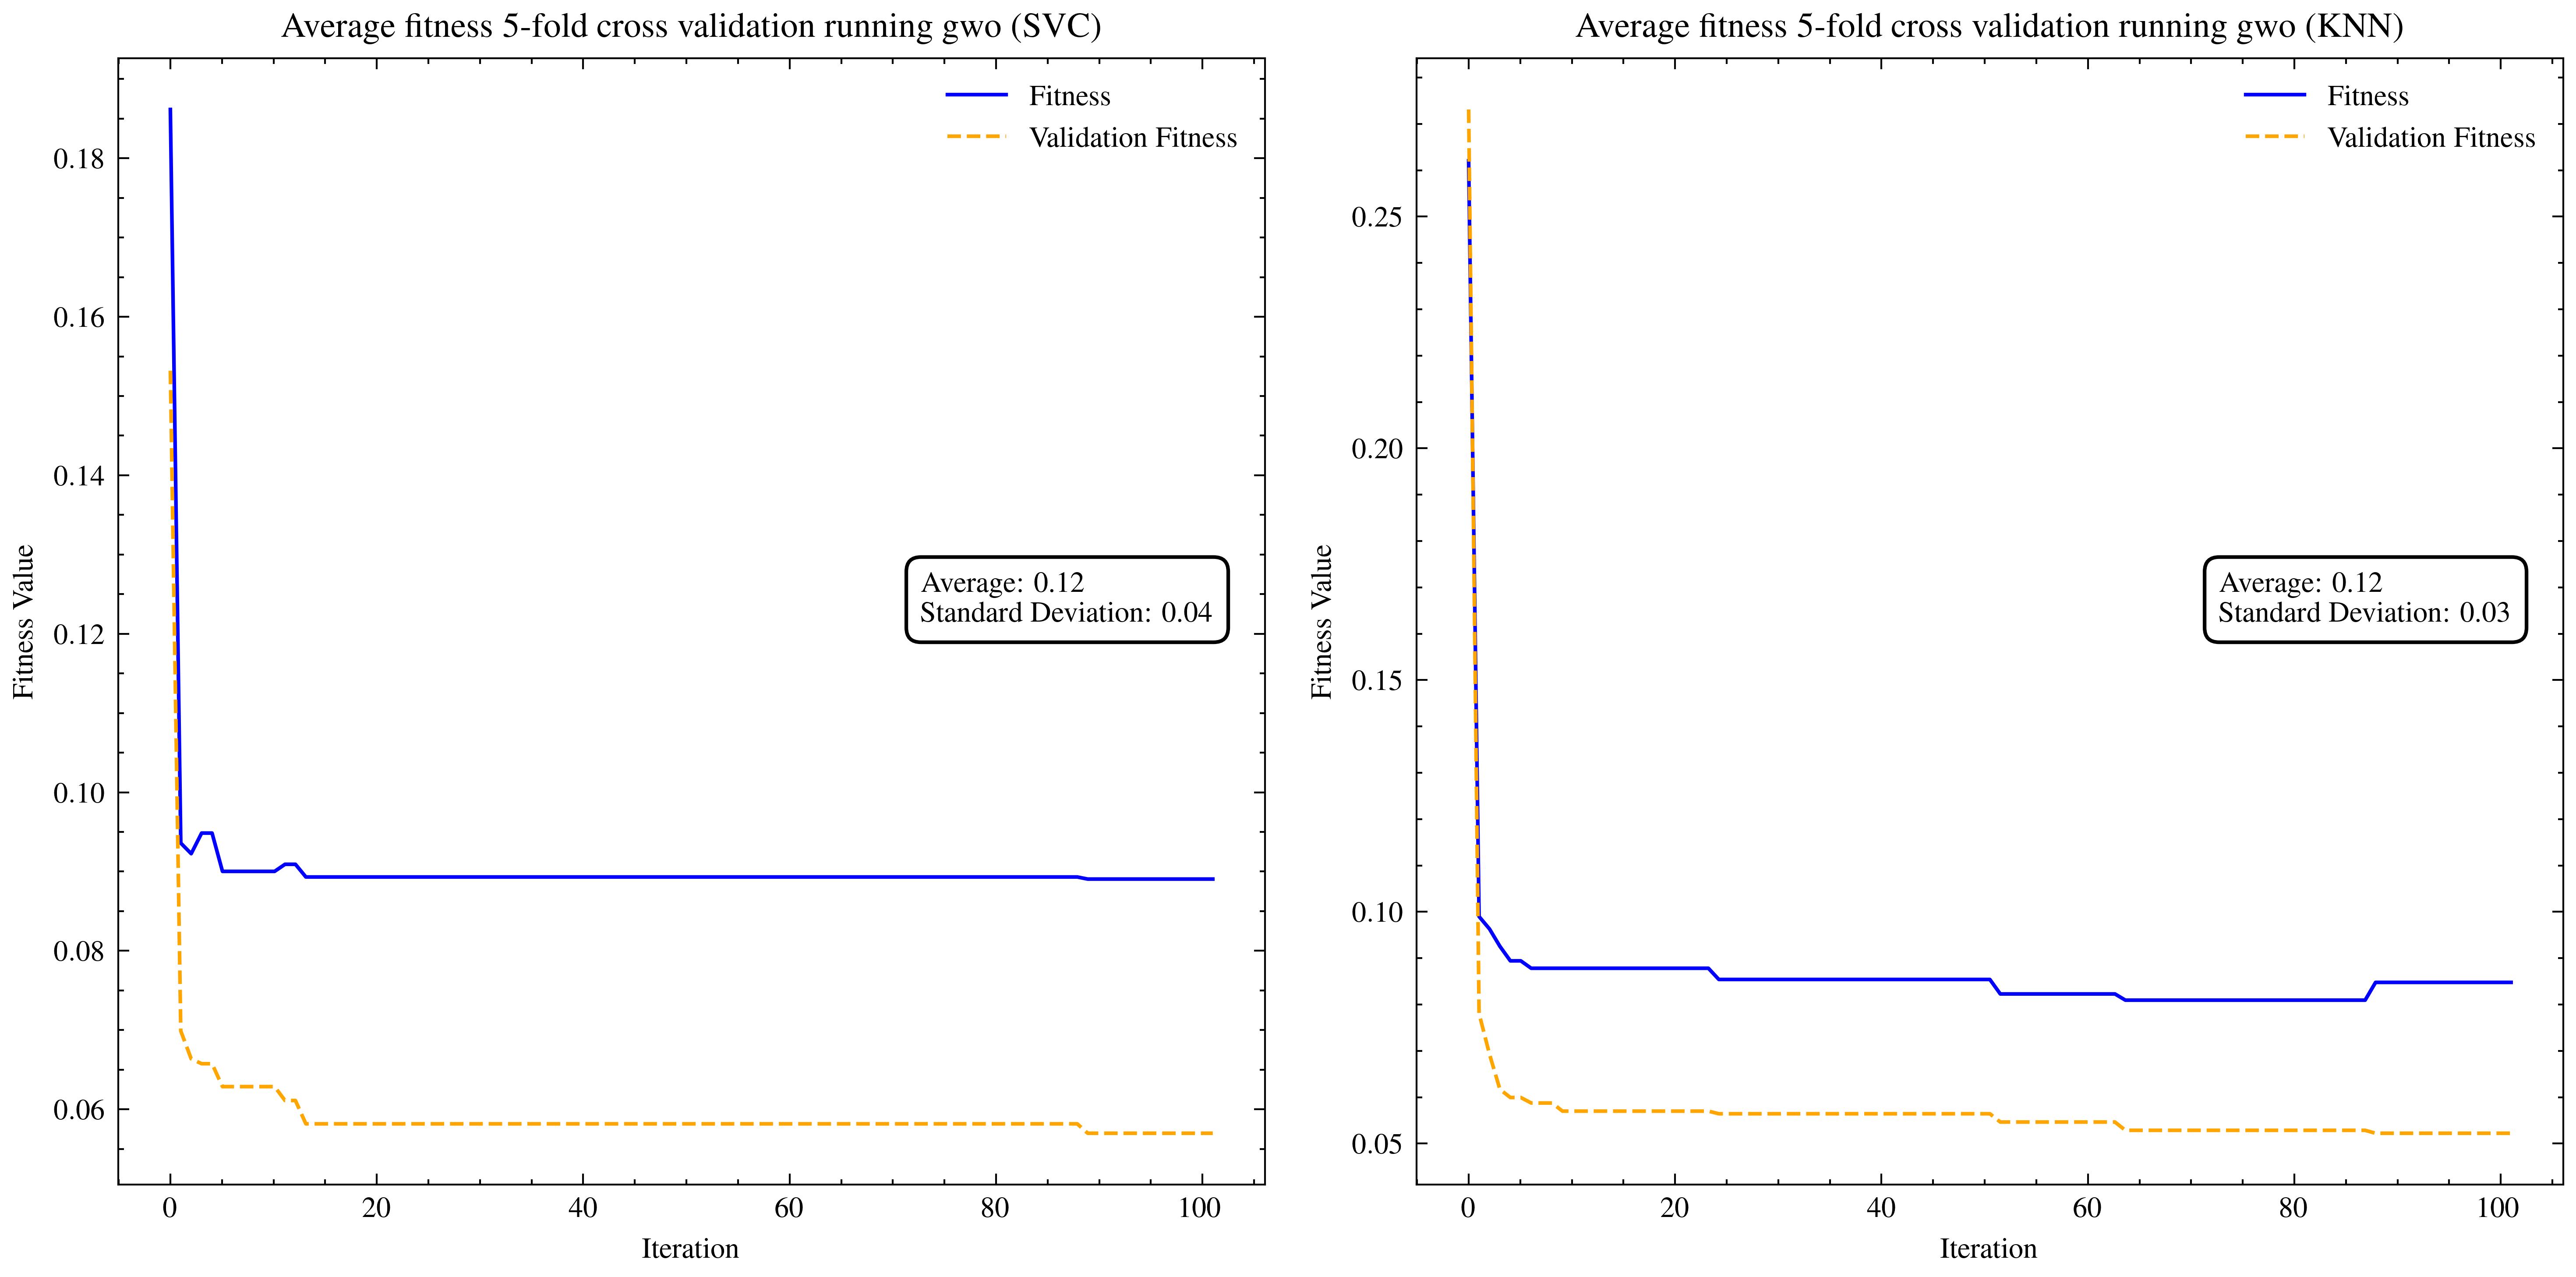 Average fitness 5-fold cross validation running gwo (SVC)
Fitness
Validation Fitness
0.18
0.16
0.14
0.12
0.10
0.08
0.06
Fitness Value
Average: 0.12
Standard Deviation: 0.04
0 20 40 60 80 100
Iteration
Average fitness 5-fold cross validation running gwo (KNN)
Fitness
Validation Fitness
0.25
0.20
0.15
0.10
0.05
Fitness Value
Average: 0.12
Standard Deviation: 0.03
0 20 40 60 80 100
Iteration